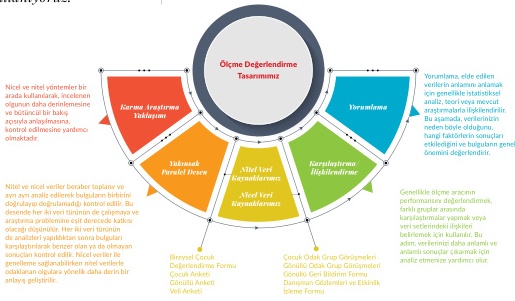 Ölçme Değerlendirme
Tasarımımız
Nicel ve nitel yöntemler bir
arada kullanılarak, incelenen
olgunun daha derinlemesine
ve bütüncül bir bakış
açısıyla anlaşılmasına,
kontrol edilmesine yardımcı
olmaktadır.
Karma Araştırma
Yaklaşımı
Yakınsak
Paralel Desen
Nitel Veri
Kaynaklarımız
Nicel Veri
Kaynaklarımız
Karşılaştırma/
İlişkilendirme
Yorumlama
Yorumlama, elde edilen
verilerin anlamını anlamak
için genellikle istatistiksel
analiz, teori veya mevcut
araştırmalarla ilişkilendirilir.
Bu aşamada, verilerinizin
neden böyle olduğunu,
hangi faktörlerin sonuçları
etkilediğini ve bulguların genel
önemini değerlendirir.
Nitel ve nicel veriler beraber toplanır ve
ayrı ayrı analiz edilerek bulguların birbirini
doğrulayıp doğrulamadığı kontrol edilir. Bu
desende her iki veri türünün de çalışmaya ve
araştırma problemine eşit derecede katkısı
olacağı düşünülür. Her iki veri türünün
de analizleri yapıldıktan sonra bulguları
karşılaştırarak benzer olan ya da olmayan
sonuçları kontrol edilir. Nicel veriler ile
genelleme sağlanabilirken nitel verilerle
odaklanan olgulara yönelik daha derin bir
anlayış geliştirilir.
Bireysel Çocuk
Değerlendirme Formu
Çocuk Anketi
Gönüllü Anketi
Veli Anketi
Çocuk Odak Grup Görüşmeleri
Gönüllü Odak Grup Görüşmeleri
Gönüllü Geri Bildirim Formu
Danışman Gözlemleri ve Etkinlik
İzleme Formu
Genellikle ölçme aracının
performansını değerlendirmek,
farklı gruplar arasında
karşılaştırmalar yapmak veya
veri setlerindeki ilişkileri
belirlemek için kullanılır. Bu
adım, verilerinizi daha anlamlı ve
anlamlı sonuçlar çıkarmak için
analiz etmenize yardımcı olur.